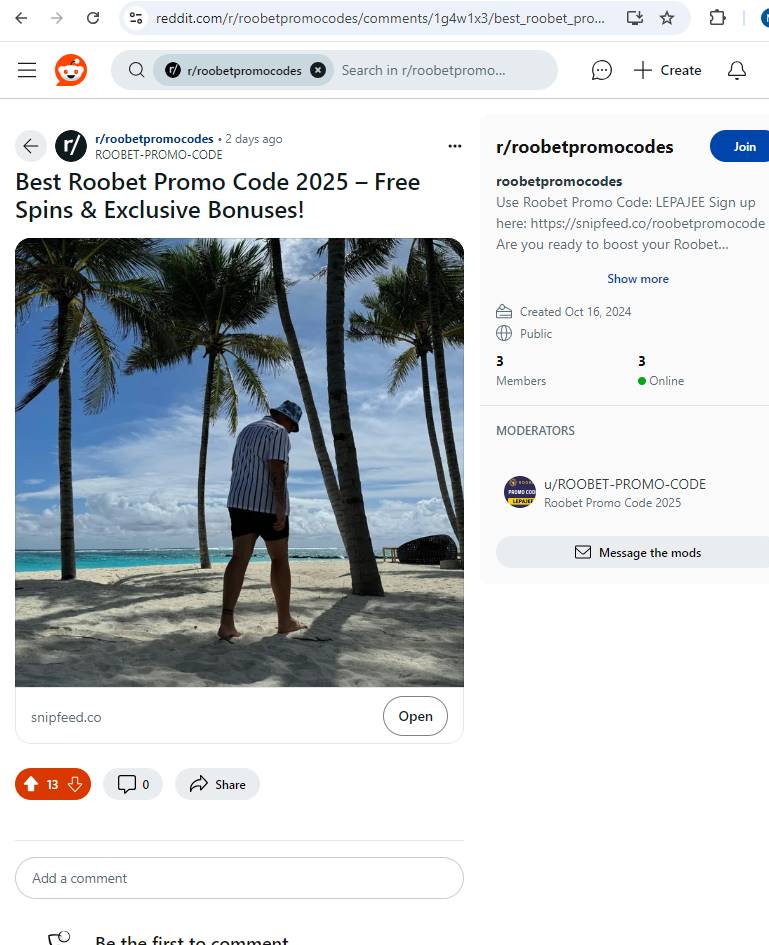 reddit.com/r/roobetpromocodes/comments/1g4w1x3/best_roobet_pro...
r/roobetpromocodes
Search in r/roobetpromo...
Create
r/
r/roobetpromocodes • 2 days ago
ROOBET-PROMO-CODE
Best Roobet Promo Code 2025 – Free
Spins & Exclusive Bonuses!
snipfeed.co
Open
13
0
Share
Add a comment
Be the first to comment
r/roobetpromocodes
Join
roobetpromocodes
Use Roobet Promo Code: LEPAJEE Sign up
here: https://snipfeed.co/roobetpromocode
Are you ready to boost your Roobet...
Show more
Created Oct 16, 2024
Public
3
Members
3
Online
MODERATORS
PROMO COD
LEPAJEE
u/ROOBET-PROMO-CODE
Roobet Promo Code 2025
Message the mods